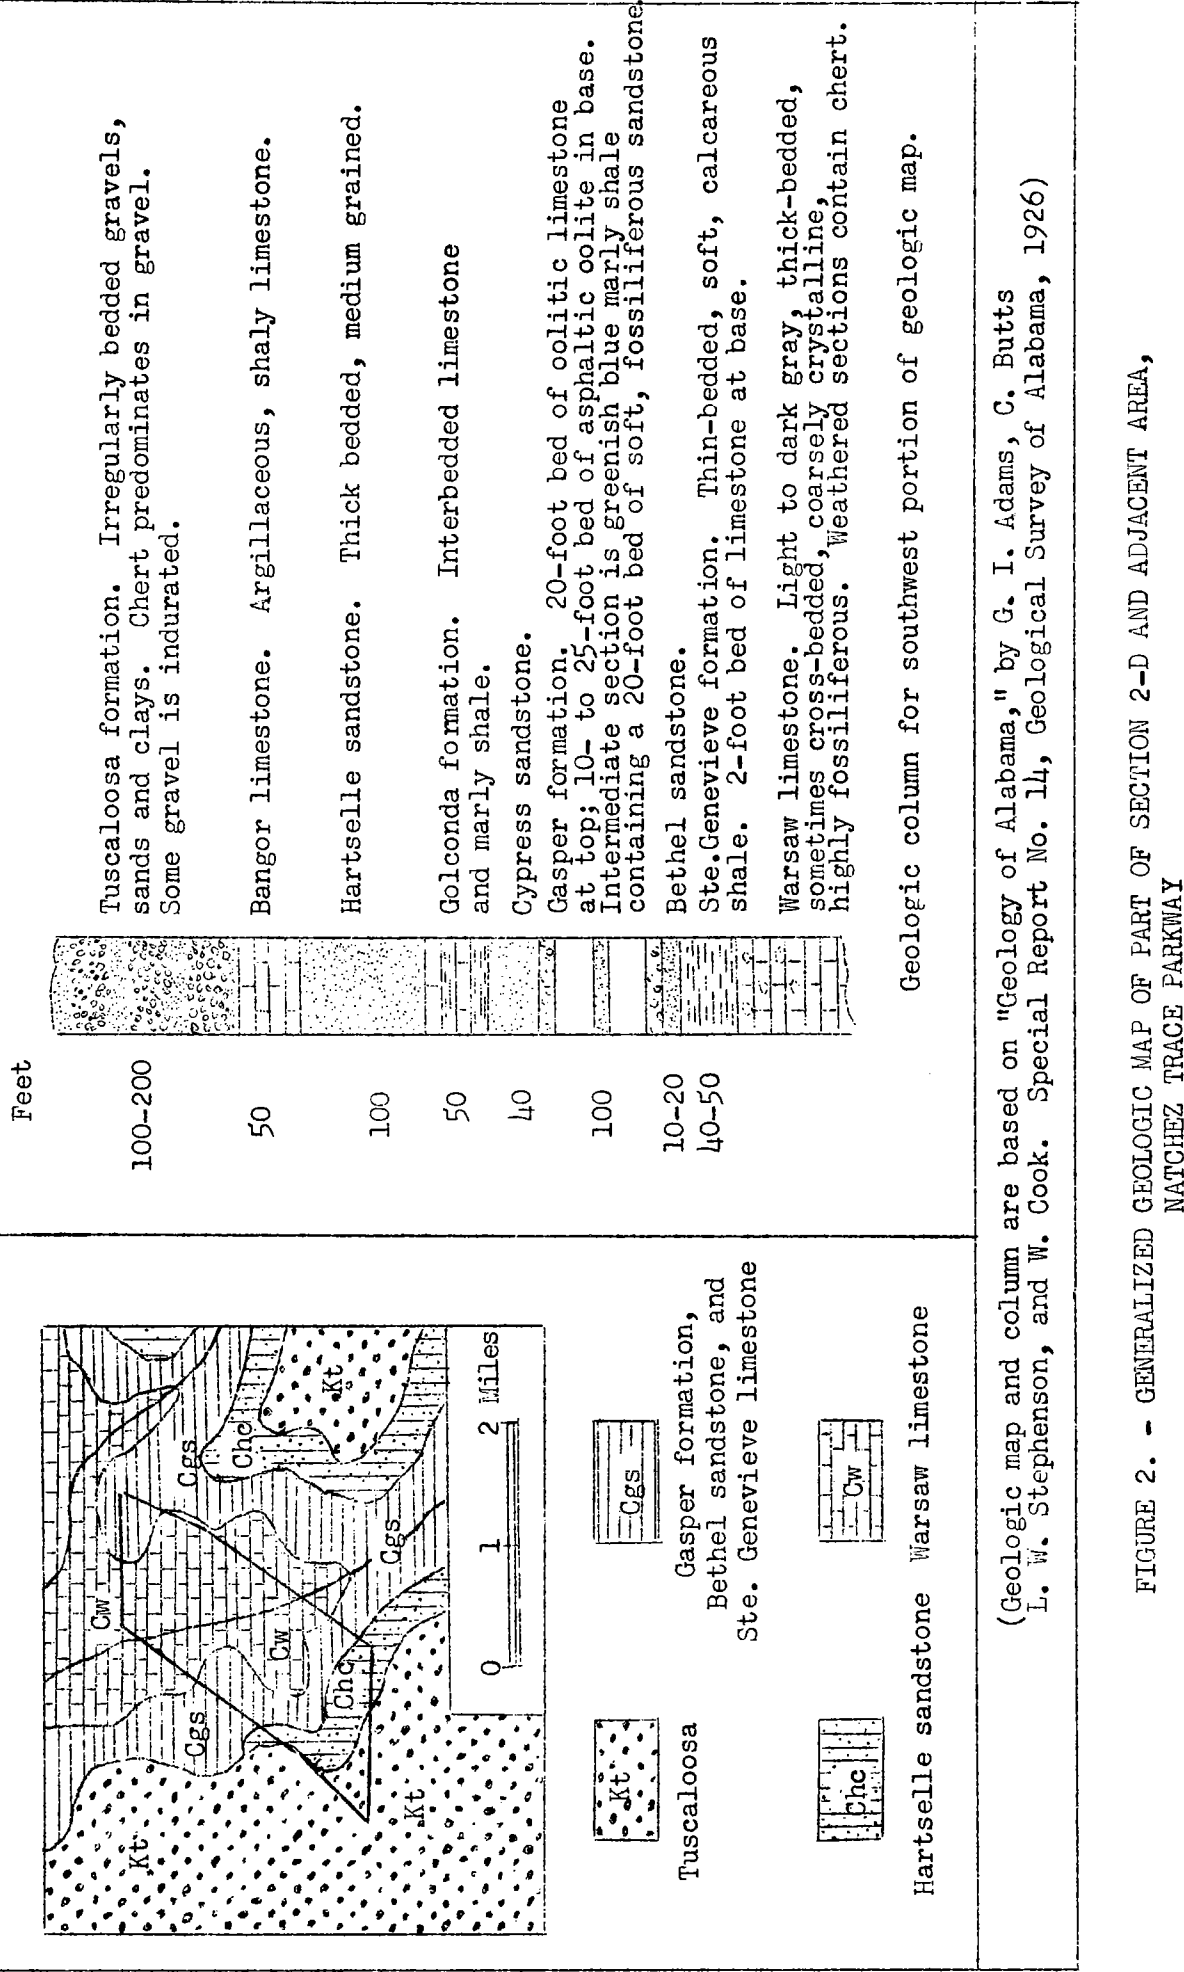 Kt
Kt
Kt
Cgs
Cw
Cw
Chc
Cgs
Cgs
Chc
Kt
0 1 2 Miles
Kt
Tuscaloosa
Cgs
Gasper formation,
Bethel sandstone, and
Ste. Genevieve limestone
Chc
Hartselle sandstone
Cw
Warsaw limestone
Feet
100-200
50
100
50
40
100
10-20
40-50
Tuscaloosa formation. Irregularly bedded gravels,
sands and clays. Chert predominates in gravel.
Some gravel is indurated.
Bangor limestone. Argillaceous, shaly limestone.
Hartselle sandstone. Thick bedded, medium grained.
Golconda formation. Interbedded limestone
and marly shale.
Cypress sandstone.
Gasper formation. 20-foot bed of oolitic limestone
at top; 10- to 25-foot bed of asphaltic oolite in base.
Intermediate section is greenish blue marly shale
containing a 20-foot bed of soft, fossiliferous sandstone.
Bethel sandstone.
Ste.Genevieve formation. Thin-bedded, soft, calcareous
shale. 2-foot bed of limestone at base.
Warsaw limestone. Light to dark gray, thick-bedded,
sometimes cross-bedded, coarsely crystalline,
highly fossiliferous. Weathered sections contain chert.
Geologic column for southwest portion of geologic map.
(Geologic map and column are based on "Geology of Alabama," by G. I. Adams, C. Butts
L. W. Stephenson, and W. Cook. Special Report No. 14, Geological Survey of Alabama, 1926)
FIGURE 2. - GENERALIZED GEOLOGIC MAP OF PART OF SECTION 2-D AND ADJACENT AREA,
NATCHEZ TRACE PARKWAY